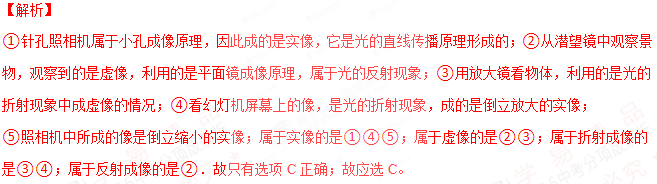 【解析】
①针孔照相机属于小孔成像原理，因此成的是实像，它是光的直线传播原理形成的；②从潜望镜中观察景
物，观察到的是虚像，利用的是平面镜成像原理，属于光的反射现象；③用放大镜看物体，利用的是光的
折射现象中成虚像的情况；④看幻灯机屏幕上的像，是光的折射现象，成的是倒立放大的实像；
⑤照相机中所成的像是倒立缩小的实像；属于实像的是①④⑤；属于虚像的是②③；属于折射成像的
是③④；属于反射成像的是②．故只有选项 C 正确；故应选 C。